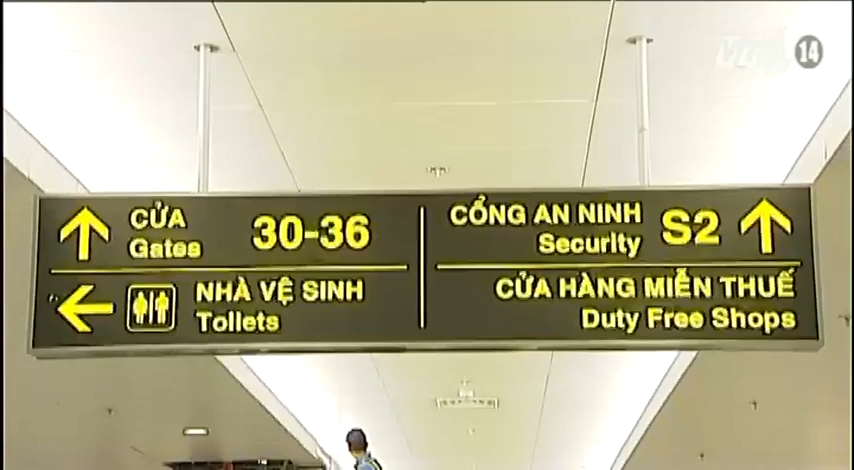 VTC 14
CỬA
Gates
30-36
NHÀ VỆ SINH
Toilets
CỔNG AN NINH
Security
S2
CỬA HÀNG MIỄN THUẾ
Duty Free Shops